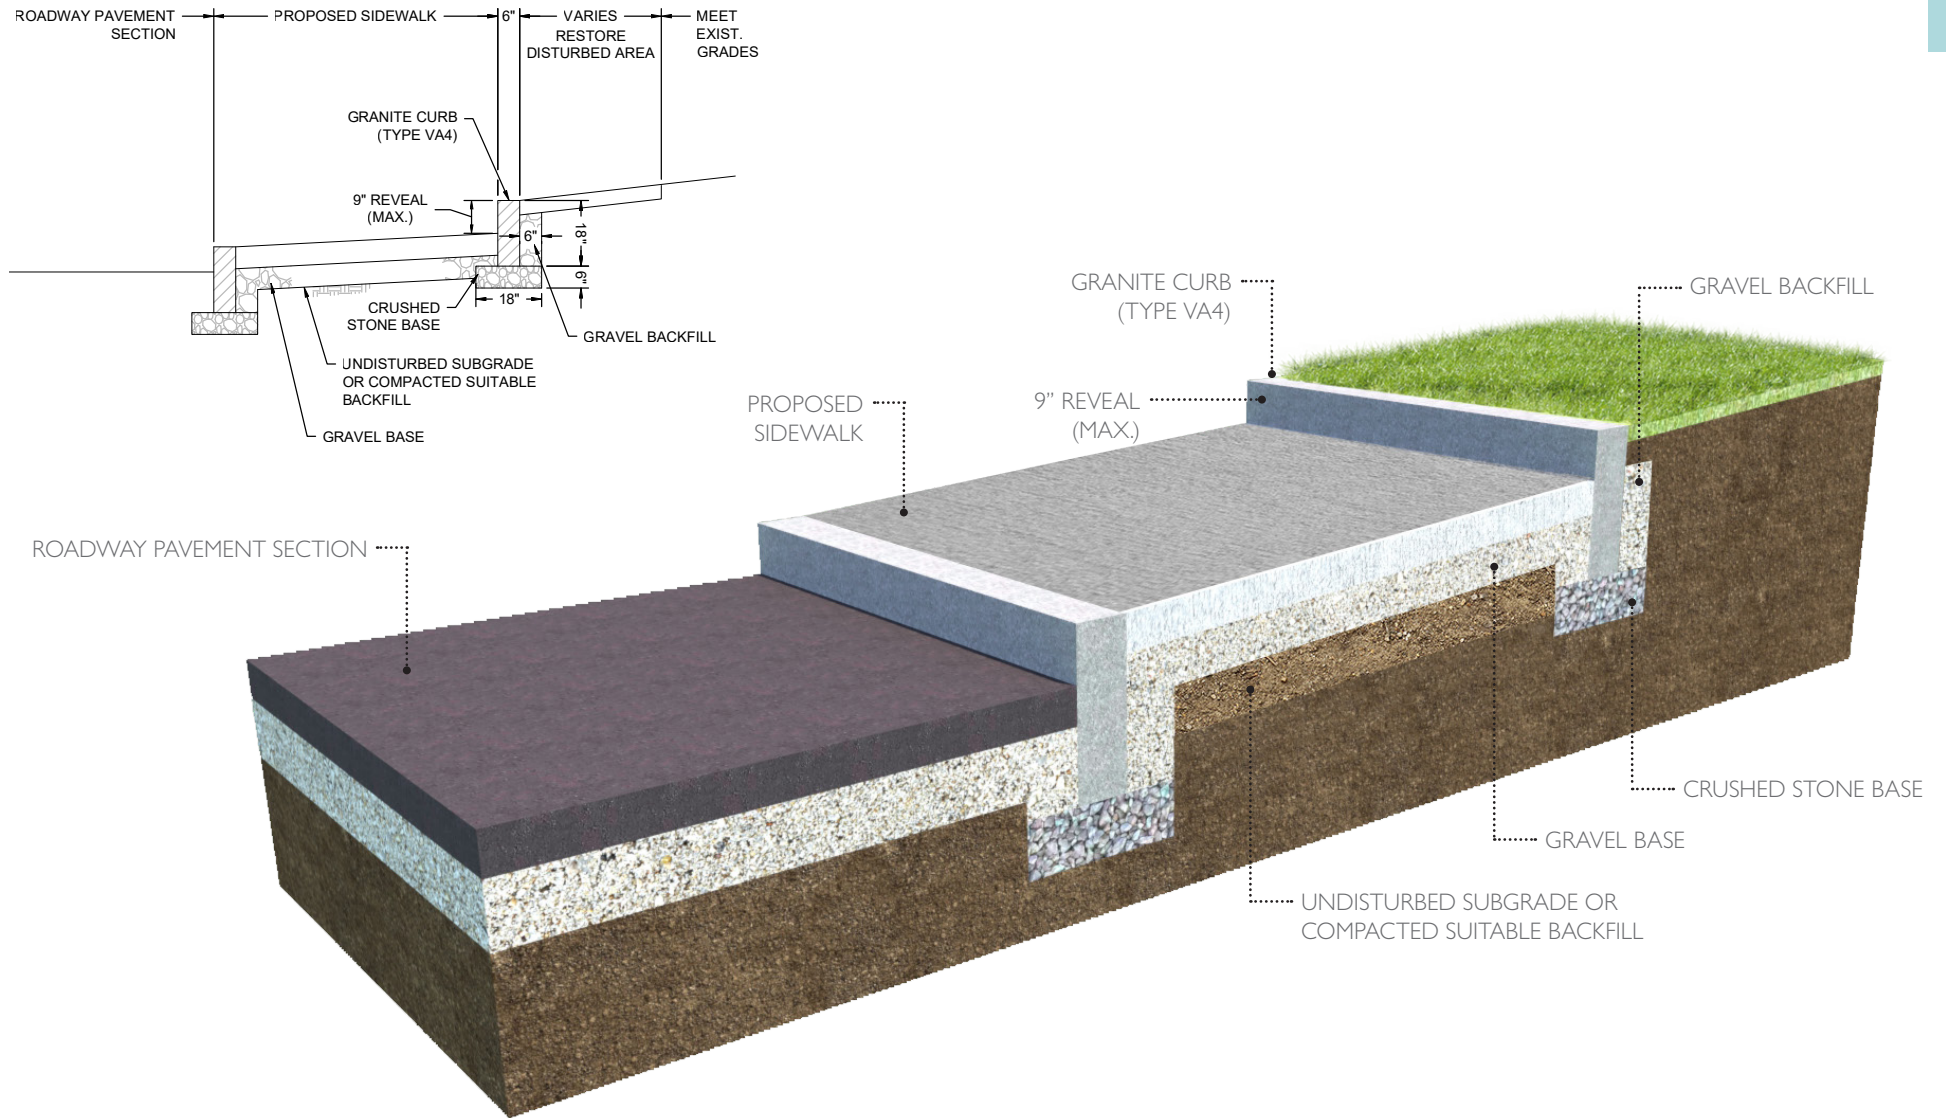 ROADWAY PAVEMENT
SECTION
PROPOSED SIDEWALK
6"
VARIES
RESTORE
DISTURBED AREA
MEET
EXIST.
GRADES
GRANITE CURB
(TYPE VA4)
9" REVEAL
(MAX.)
6"
18"
6"
18"
CRUSHED
STONE BASE
GRAVEL BACKFILL
UNDISTURBED SUBGRADE
OR COMPACTED SUITABLE
BACKFILL
GRAVEL BASE
GRANITE CURB
(TYPE VA4)
GRAVEL BACKFILL
9” REVEAL
(MAX.)
PROPOSED
SIDEWALK
ROADWAY PAVEMENT SECTION
CRUSHED STONE BASE
GRAVEL BASE
UNDISTURBED SUBGRADE OR
COMPACTED SUITABLE BACKFILL